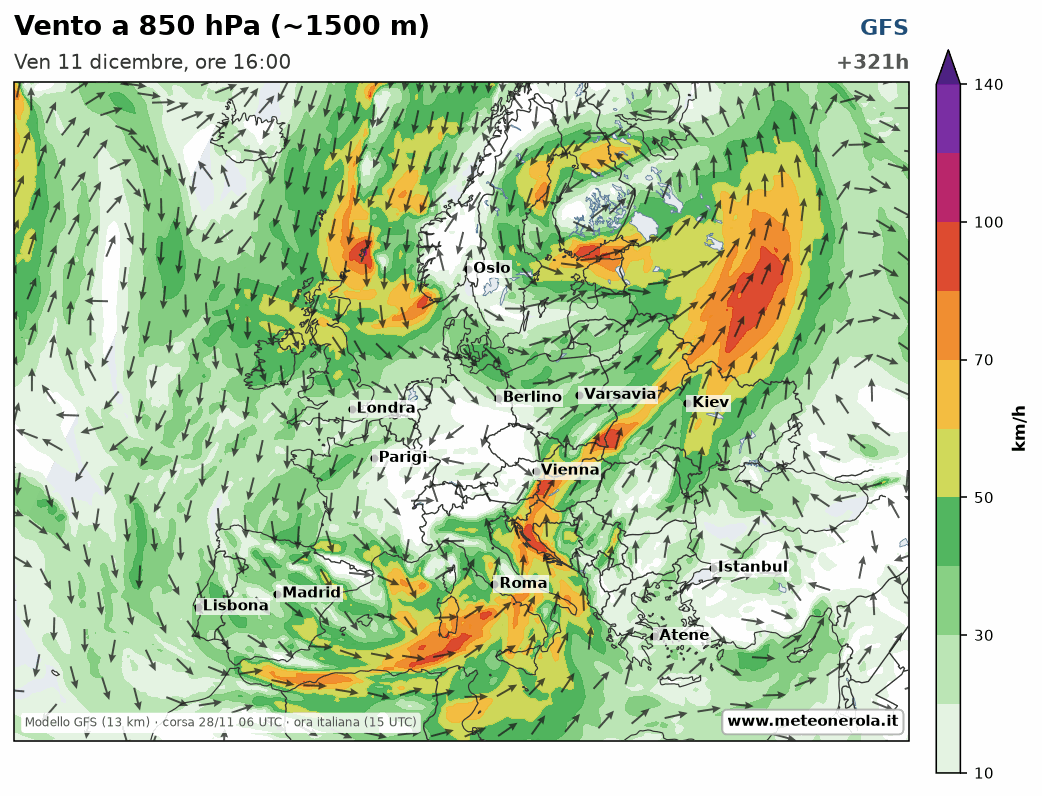 Vento a 850 hPa (~1500 m)
GFS
Ven 11 dicembre, ore 16:00
+321h
140
100
70
50
30
10
km/h
Oslo
Berlino
Varsavia
Kiev
Londra
Parigi
Vienna
Istanbul
Roma
Madrid
Lisbona
Atene
Modello GFS (13 km) · corsa 28/11 06 UTC · ora italiana (15 UTC)
www.meteonerola.it